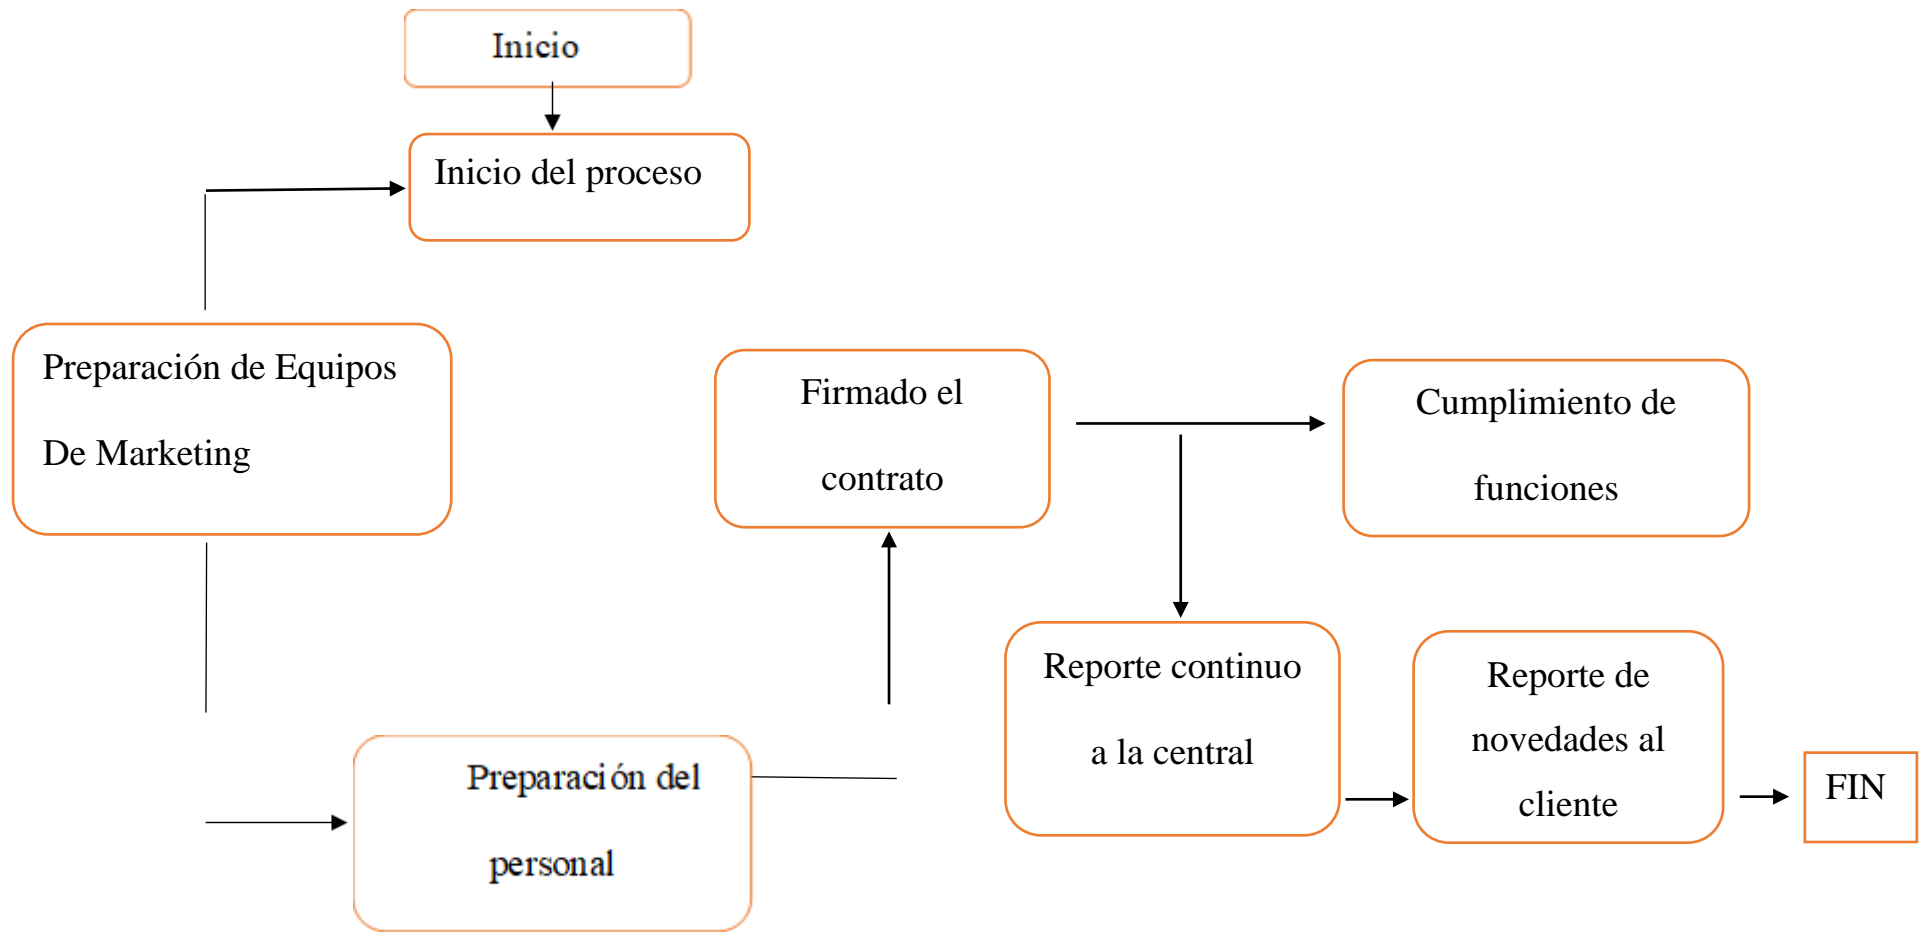 Inicio
Inicio del proceso
Preparación de Equipos
De Marketing
Preparación del
personal
Firmado el
contrato
Cumplimiento de
funciones
Reporte continuo
a la central
Reporte de
novedades al
cliente
FIN